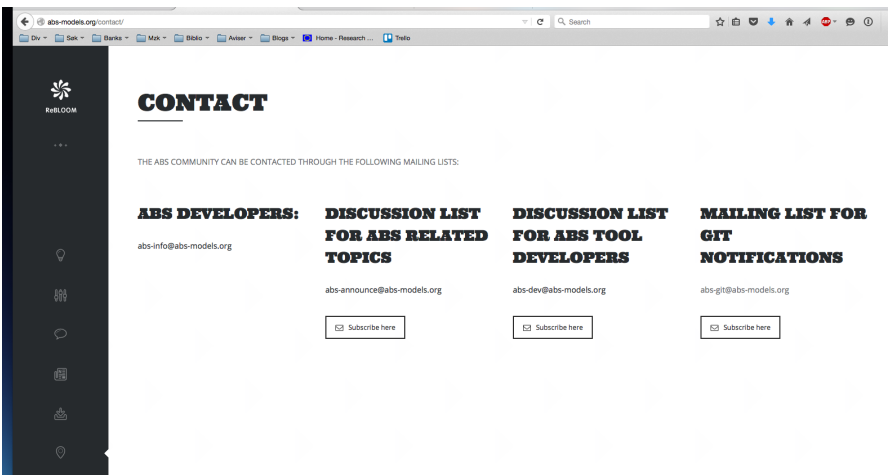 abs-models.org/contact/
Search
ABP
Div
Søk
Banks
Mzk
Biblio
Aviser
Blogs
Home - Research ...
Trello
ReBLOOM
CONTACT
THE ABS COMMUNITY CAN BE CONTACTED THROUGH THE FOLLOWING MAILING LISTS:
ABS DEVELOPERS:
abs-info@abs-models.org
DISCUSSION LIST
FOR ABS RELATED
TOPICS
abs-announce@abs-models.org
Subscribe here
DISCUSSION LIST
FOR ABS TOOL
DEVELOPERS
abs-dev@abs-models.org
Subscribe here
MAILING LIST FOR
GIT
NOTIFICATIONS
abs-git@abs-models.org
Subscribe here